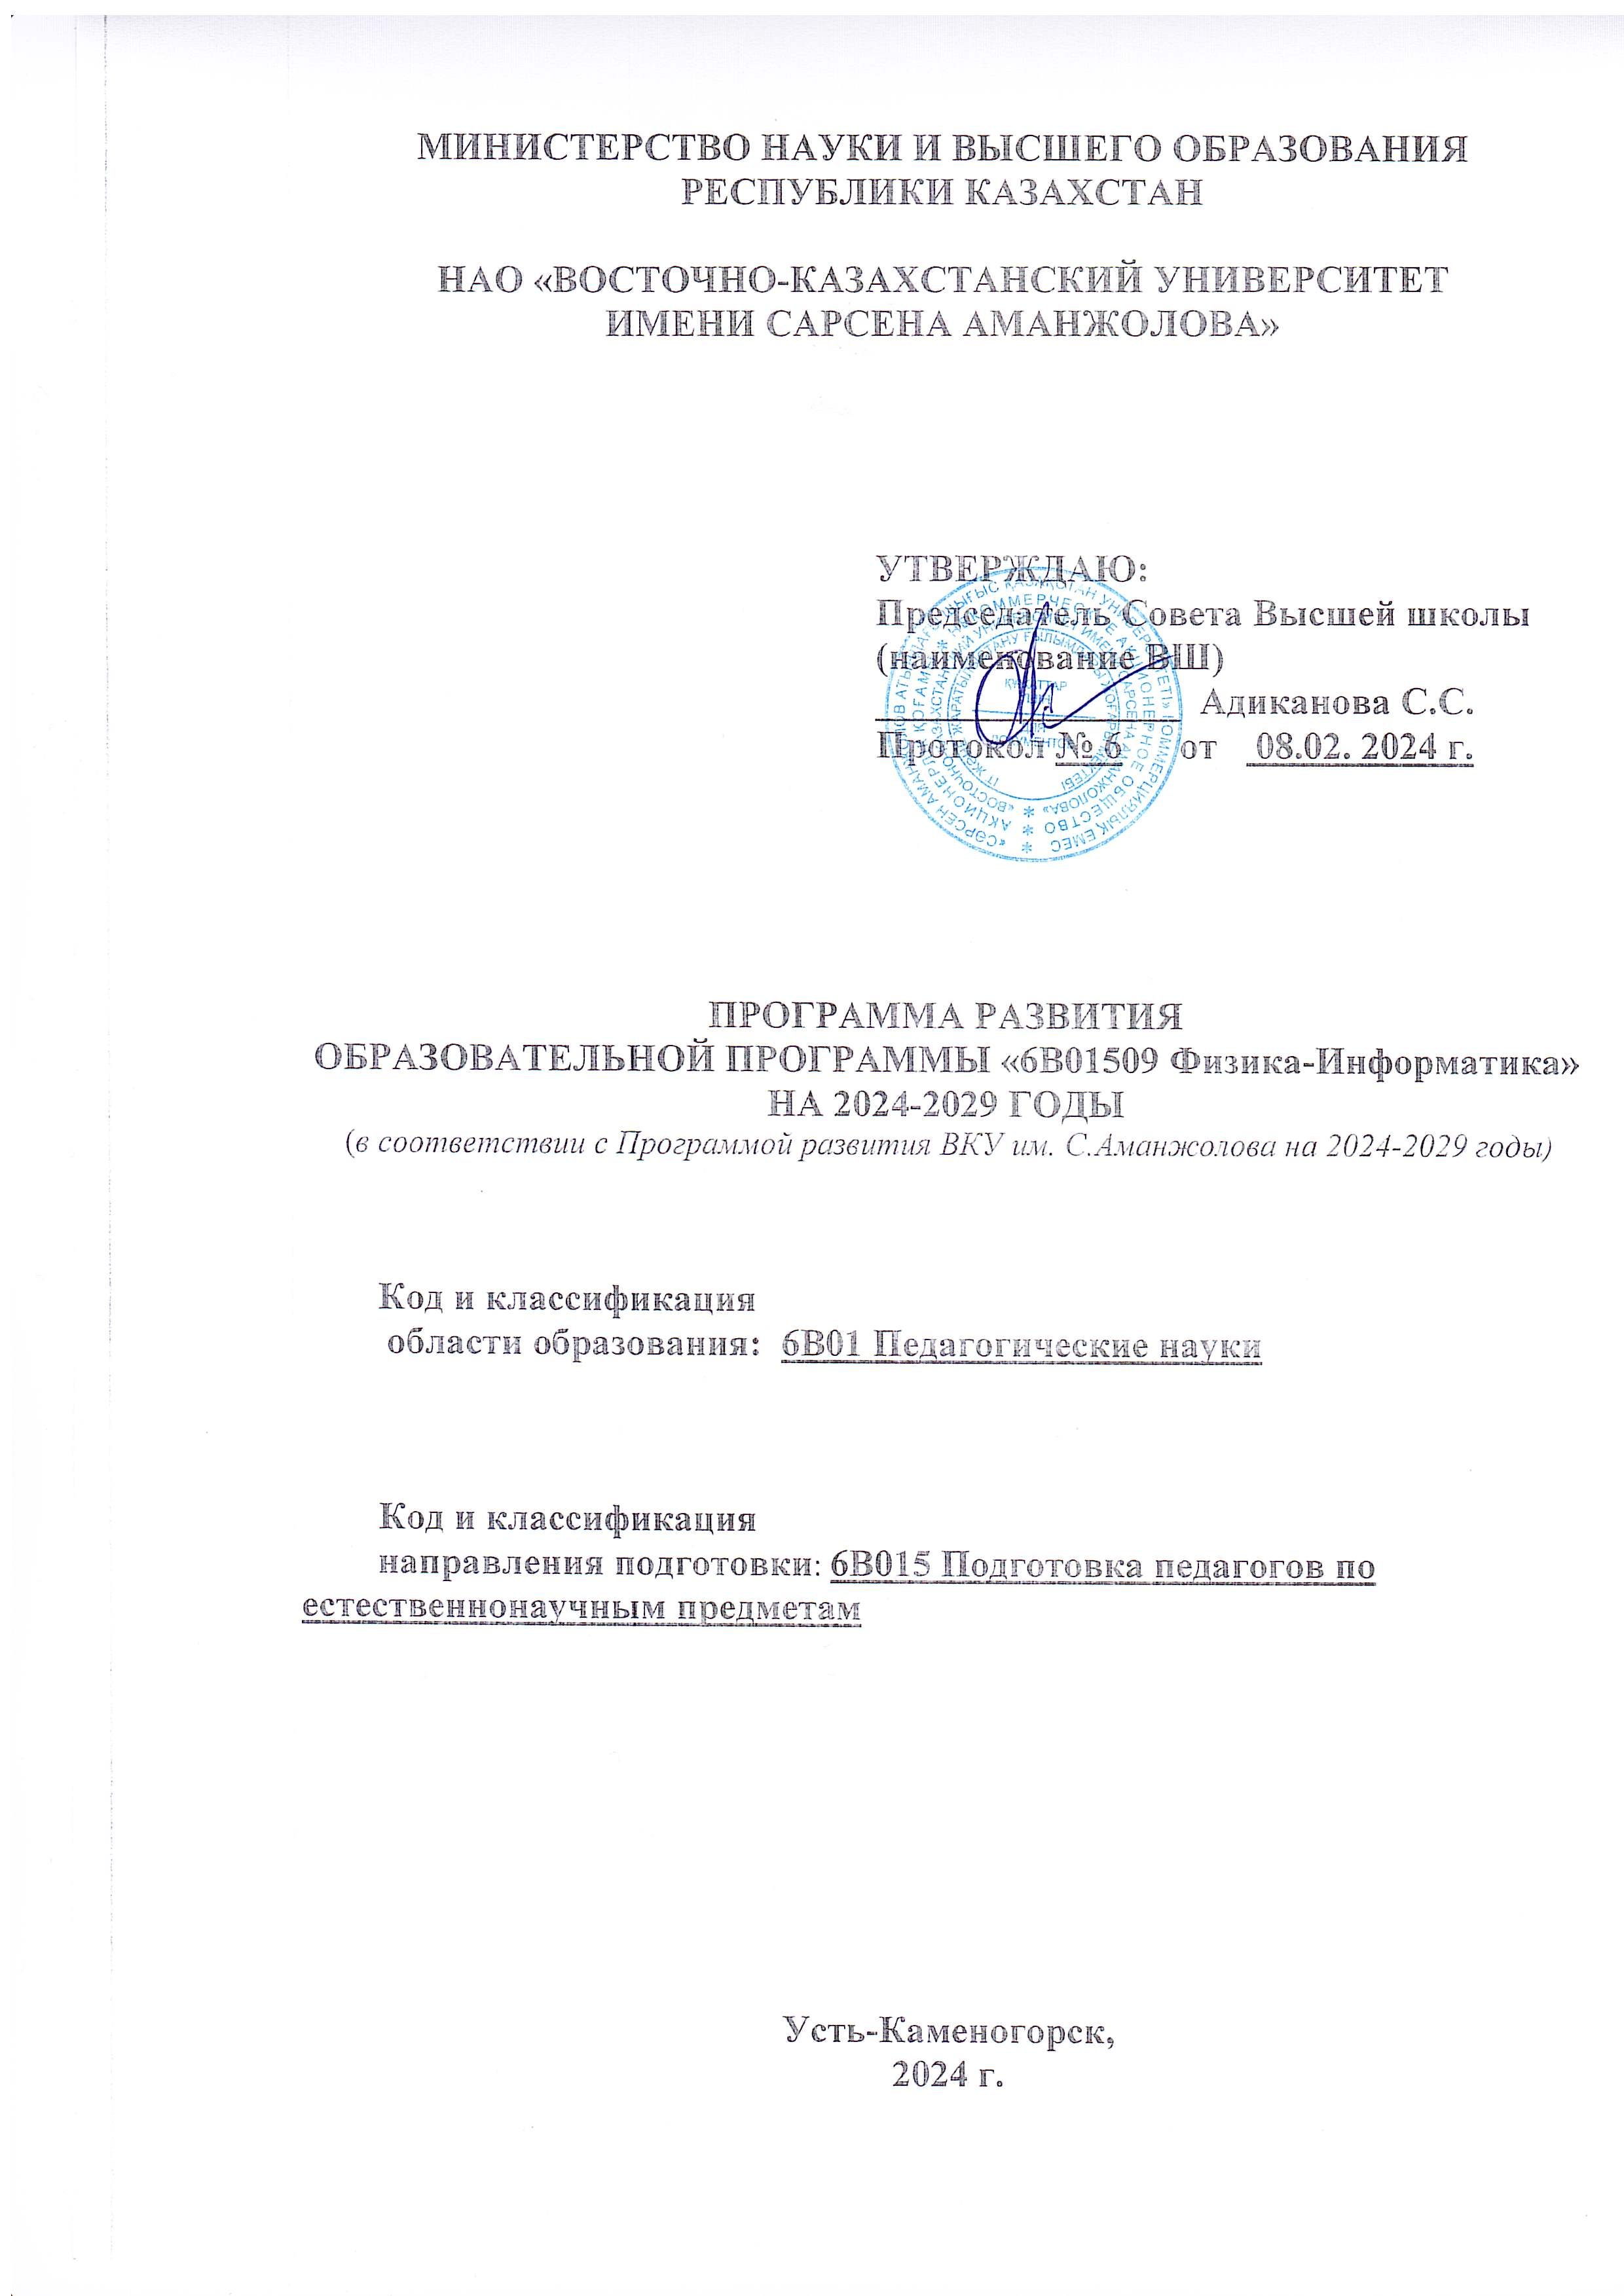 МИНИСТЕРСТВО НАУКИ И ВЫСШЕГО ОБРАЗОВАНИЯ
РЕСПУБЛИКИ КАЗАХСТАН
НАО «ВОСТОЧНО-КАЗАХСТАНСКИЙ УНИВЕРСИТЕТ
ИМЕНИ САРСЕНА АМАНЖОЛОВА»
УТВЕРЖДАЮ:
Председатель Совета Высшей школы
(наименование ВШ)
Адиканова С.С.
Протокол № 6 от 08.02. 2024 г.
ПРОГРАММА РАЗВИТИЯ
ОБРАЗОВАТЕЛЬНОЙ ПРОГРАММЫ «6В01509 Физика-Информатика»
НА 2024-2029 ГОДЫ
(в соответствии с Программой развития ВКУ им. С.Аманжолова на 2024-2029 годы)
Код и классификация
области образования: 6В01 Педагогические науки
Код и классификация
направления подготовки: 6В015 Подготовка педагогов по
естественнонаучным предметам
Усть-Каменогорск,
2024 г.